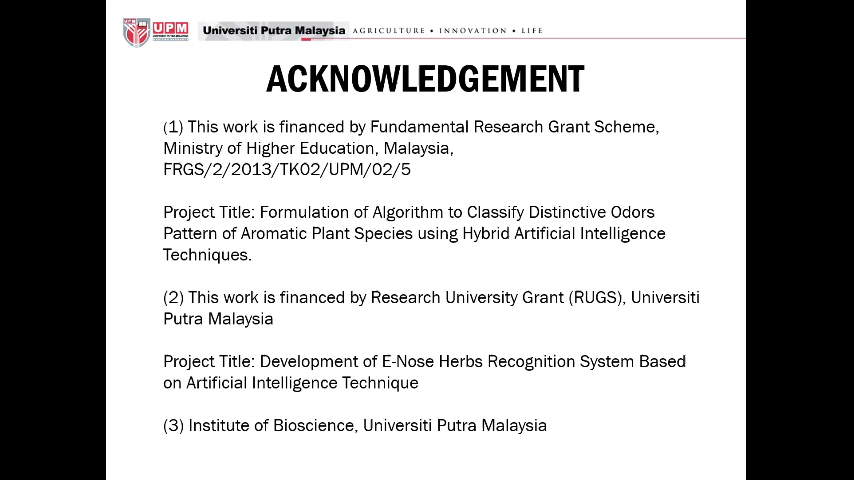 UPM
Universiti Putra Malaysia AGRICULTURE • INNOVATION • LIFE
ACKNOWLEDGEMENT
(1) This work is financed by Fundamental Research Grant Scheme,
Ministry of Higher Education, Malaysia,
FRGS/2/2013/TK02/UPM/02/5
Project Title: Formulation of Algorithm to Classify Distinctive Odors
Pattern of Aromatic Plant Species using Hybrid Artificial Intelligence
Techniques.
(2) This work is financed by Research University Grant (RUGS), Universiti
Putra Malaysia
Project Title: Development of E-Nose Herbs Recognition System Based
on Artificial Intelligence Technique
(3) Institute of Bioscience, Universiti Putra Malaysia